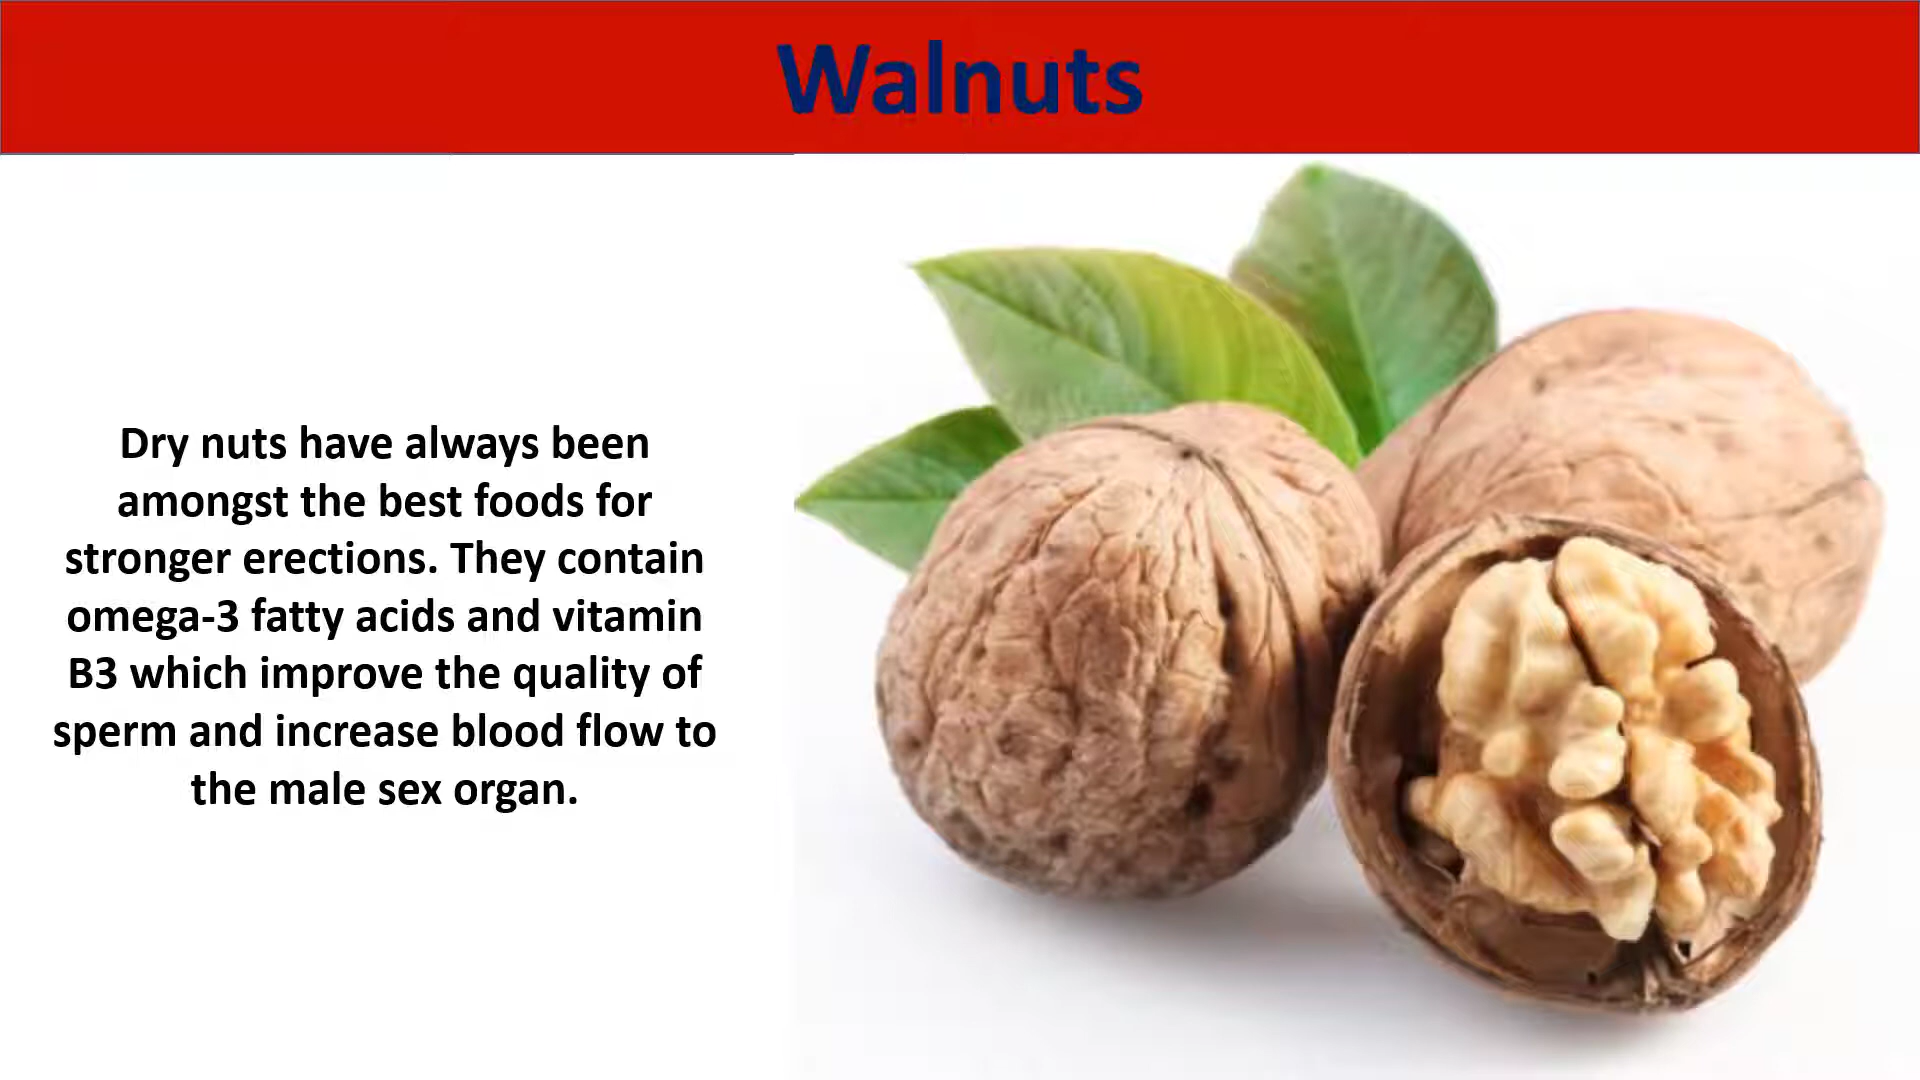 Walnuts
Dry nuts have always been
amongst the best foods for
stronger erections. They contain
omega-3 fatty acids and vitamin
B3 which improve the quality of
sperm and increase blood flow to
the male sex organ.